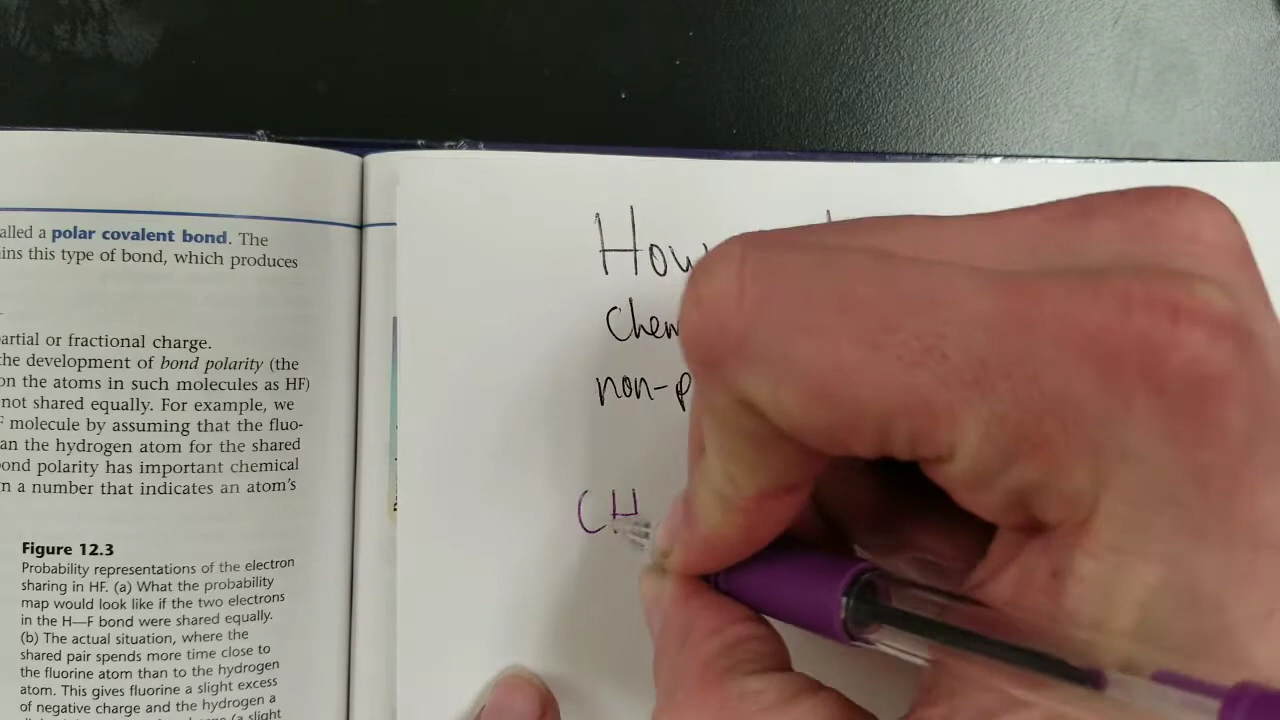 alled a polar covalent bond. The
ins this type of bond, which produces
artial or fractional charge.
the development of bond polarity (the
on the atoms in such molecules as HF)
not shared equally. For example, we
F molecule by assuming that the fluo-
an the hydrogen atom for the shared
ond polarity has important chemical
n a number that indicates an atom's
Figure 12.3
Probability representations of the electron
sharing in HF. (a) What the probability
map would look like if the two electrons
in the H—F bond were shared equally.
(b) The actual situation, where the
shared pair spends more time close to
the fluorine atom than to the hydrogen
atom. This gives fluorine a slight excess
of negative charge and the hydrogen a
(a slight
How
Chem
non-p
CH